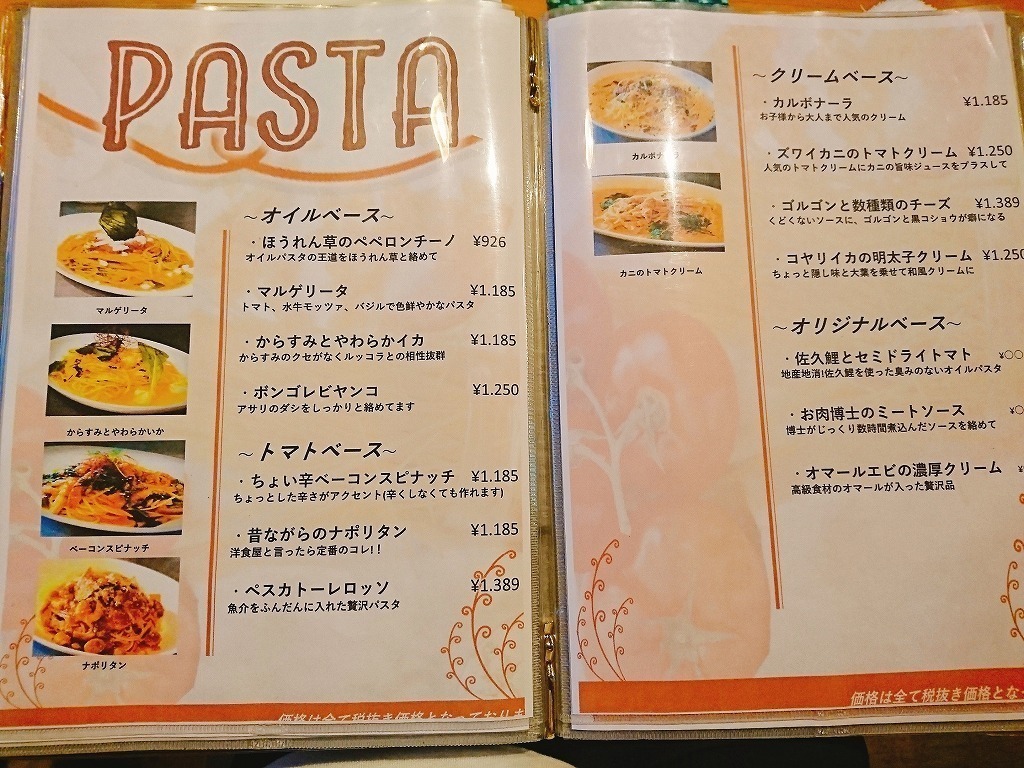 PASTA
～オイルベース～
・ほうれん草のペペロンチーノ ¥926
オイルパスタの王道をほうれん草と絡めて
・マルゲリータ ¥1.185
トマト、水牛モッツァ、バジルで色鮮やかなパスタ
・からすみとやわらかイカ ¥1.185
からすみのクセがなくルッコラとの相性抜群
・ボンゴレビヤンコ ¥1.250
アサリのダシをしっかりと絡めてます
～トマトベース～
・ちょい辛ベーコンスピナッチ ¥1.185
ちょっとした辛さがアクセント(辛くしなくても作れます)
・昔ながらのナポリタン ¥1.185
洋食屋と言ったら定番のコレ!!
・ペスカトーレロッソ ¥1.389
魚介をふんだんに入れた贅沢パスタ
マルゲリータ
からすみとやわらかいか
ベーコンスピナッチ
ナポリタン
価格は全て税抜き価格となっております
カルボナーラ
カニのトマトクリーム
～クリームベース～
・カルボナーラ ¥1.185
お子様から大人まで人気のクリーム
・ズワイカニのトマトクリーム ¥1.250
人気のトマトクリームにカニの旨味ジュースをプラスして
・ゴルゴンと数種類のチーズ ¥1.389
くどくないソースに、ゴルゴンと黒コショウが癖になる
・コヤリイカの明太子クリーム ¥1.250
ちょっと隠し味と大葉を乗せて和風クリームに
～オリジナルベース～
・佐久鯉とセミドライトマト ¥○○
地産地消!佐久鯉を使った臭みのないオイルパスタ
・お肉博士のミートソース ¥○
博士がじっくり数時間煮込んだソースを絡めて
・オマールエビの濃厚クリーム ¥
高級食材のオマールが入った贅沢品
価格は全て税抜き価格とな